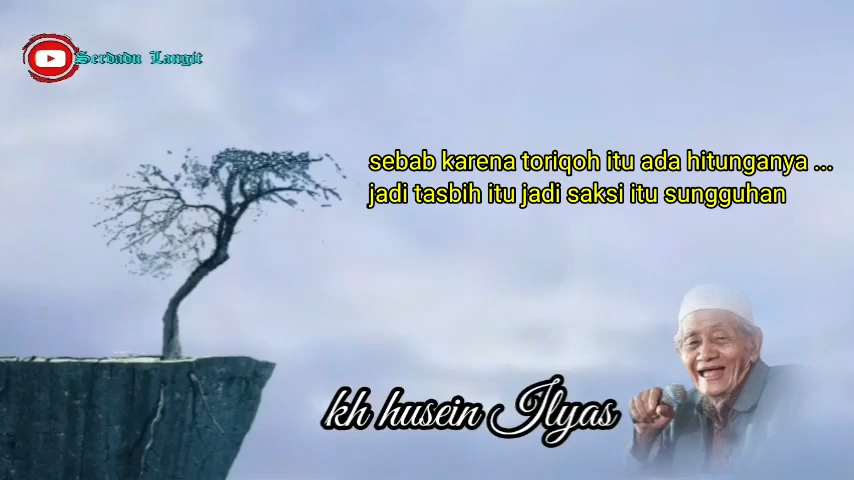 Serdadu Langit
sebab karena toriqoh itu ada hitunganya ...
jadi tasbih itu jadi saksi itu sungguhan
kh husein Ilyas